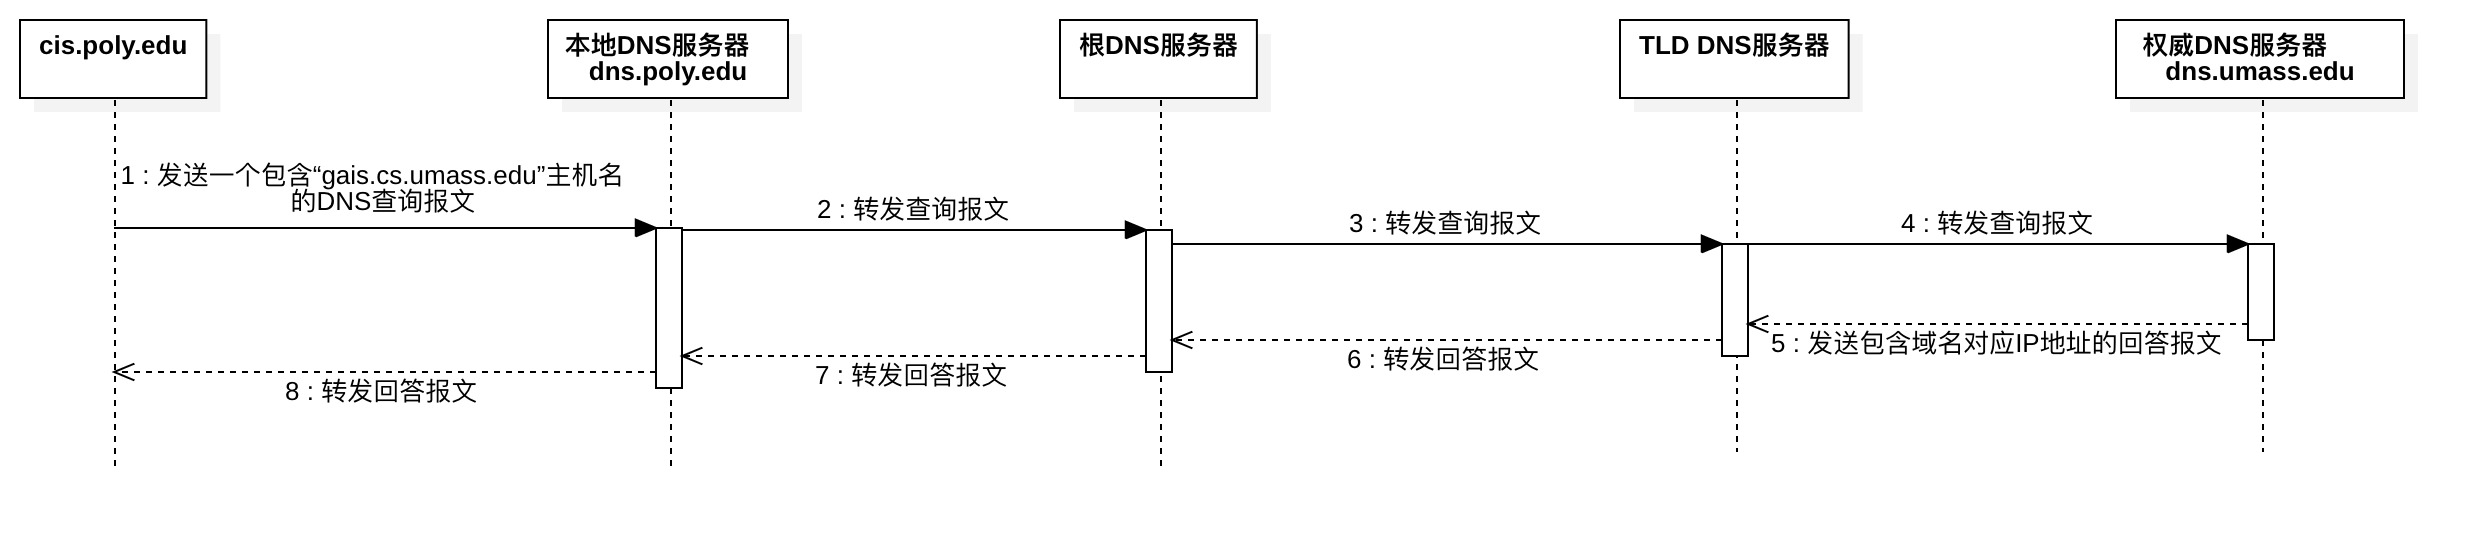 cis.poly.edu
本地DNS服务器
dns.poly.edu
根DNS服务器
TLD DNS服务器
权威DNS服务器
dns.umass.edu
1 : 发送一个包含“gais.cs.umass.edu”主机名
的DNS查询报文
2 : 转发查询报文
3 : 转发查询报文
4 : 转发查询报文
5 : 发送包含域名对应IP地址的回答报文
6 : 转发回答报文
7 : 转发回答报文
8 : 转发回答报文